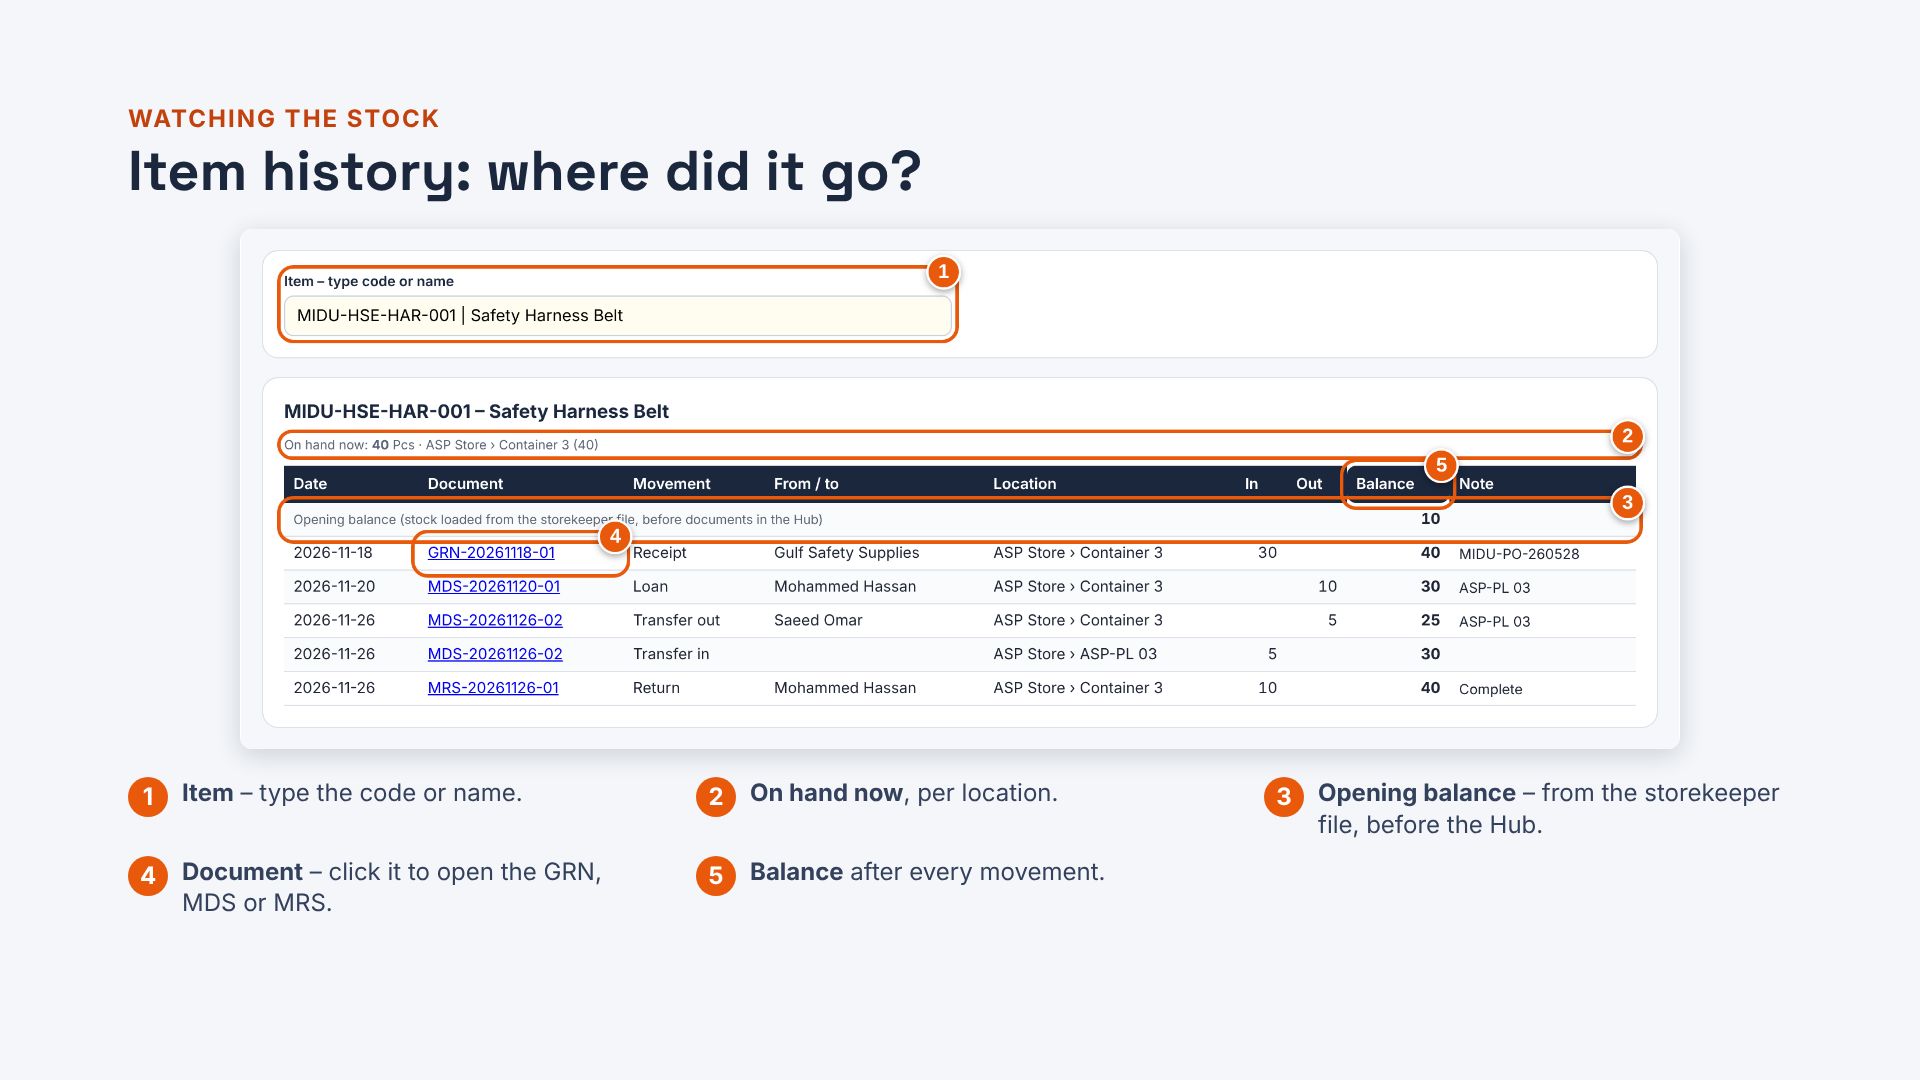 WATCHING THE STOCK
Item history: where did it go?
Item – type code or name
1
MIDU-HSE-HAR-001 | Safety Harness Belt
MIDU-HSE-HAR-001 – Safety Harness Belt
On hand now: 40 Pcs · ASP Store › Container 3 (40)
2
5
Date Document Movement From / to Location In Out Balance Note
3
Opening balance (stock loaded from the storekeeper file, before documents in the Hub) 10
4
2026-11-18 GRN-20261118-01 Receipt Gulf Safety Supplies ASP Store › Container 3 30 40 MIDU-PO-260528
2026-11-20 MDS-20261120-01 Loan Mohammed Hassan ASP Store › Container 3 10 30 ASP-PL 03
2026-11-26 MDS-20261126-02 Transfer out Saeed Omar ASP Store › Container 3 5 25 ASP-PL 03
2026-11-26 MDS-20261126-02 Transfer in ASP Store › ASP-PL 03 5 30
2026-11-26 MRS-20261126-01 Return Mohammed Hassan ASP Store › Container 3 10 40 Complete
1 Item – type the code or name.
2 On hand now, per location.
3 Opening balance – from the storekeeper
file, before the Hub.
4 Document – click it to open the GRN,
MDS or MRS.
5 Balance after every movement.